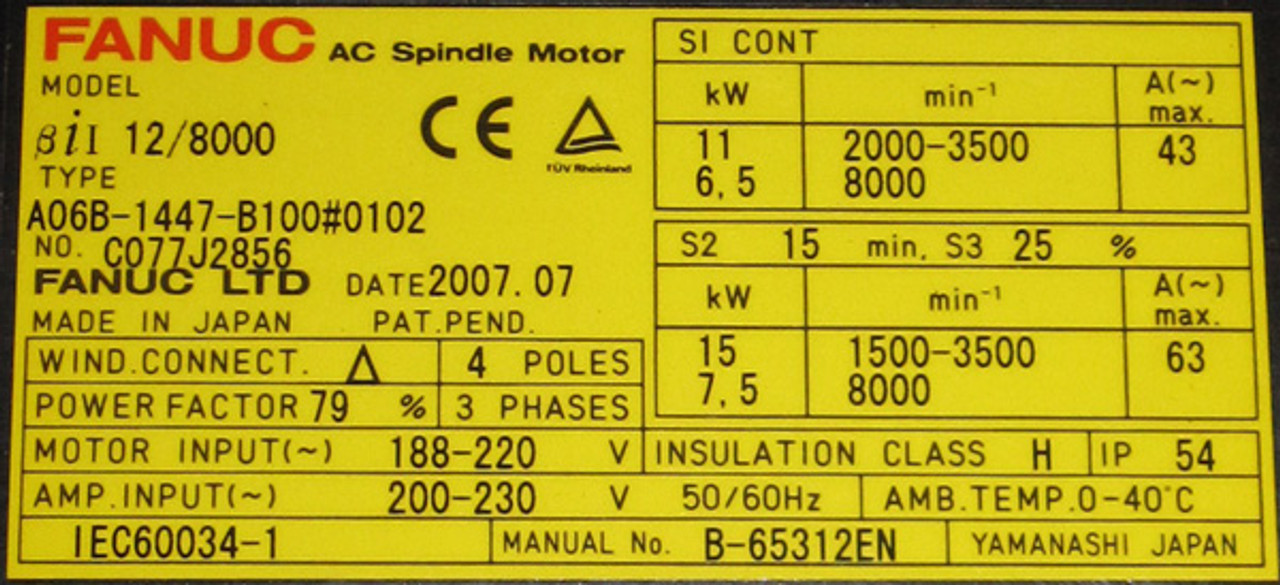 FANUC AC Spindle Motor
MODEL
βiI 12/8000
CE
TÜV Rheinland
TYPE
A06B-1447-B100#0102
NO. C077J2856
FANUC LTD DATE 2007.07
MADE IN JAPAN PAT.PEND.
SI CONT
kW min⁻¹ A(~) max.
11 2000-3500 43
6,5 8000
S2 15 min, S3 25 %
kW min⁻¹ A(~) max.
15 1500-3500 63
7,5 8000
WIND.CONNECT. Δ 4 POLES
POWER FACTOR 79 % 3 PHASES
MOTOR INPUT(~) 188-220 V INSULATION CLASS H IP 54
AMP.INPUT(~) 200-230 V 50/60Hz AMB.TEMP.0-40°C
IEC60034-1 MANUAL No. B-65312EN YAMANASHI JAPAN